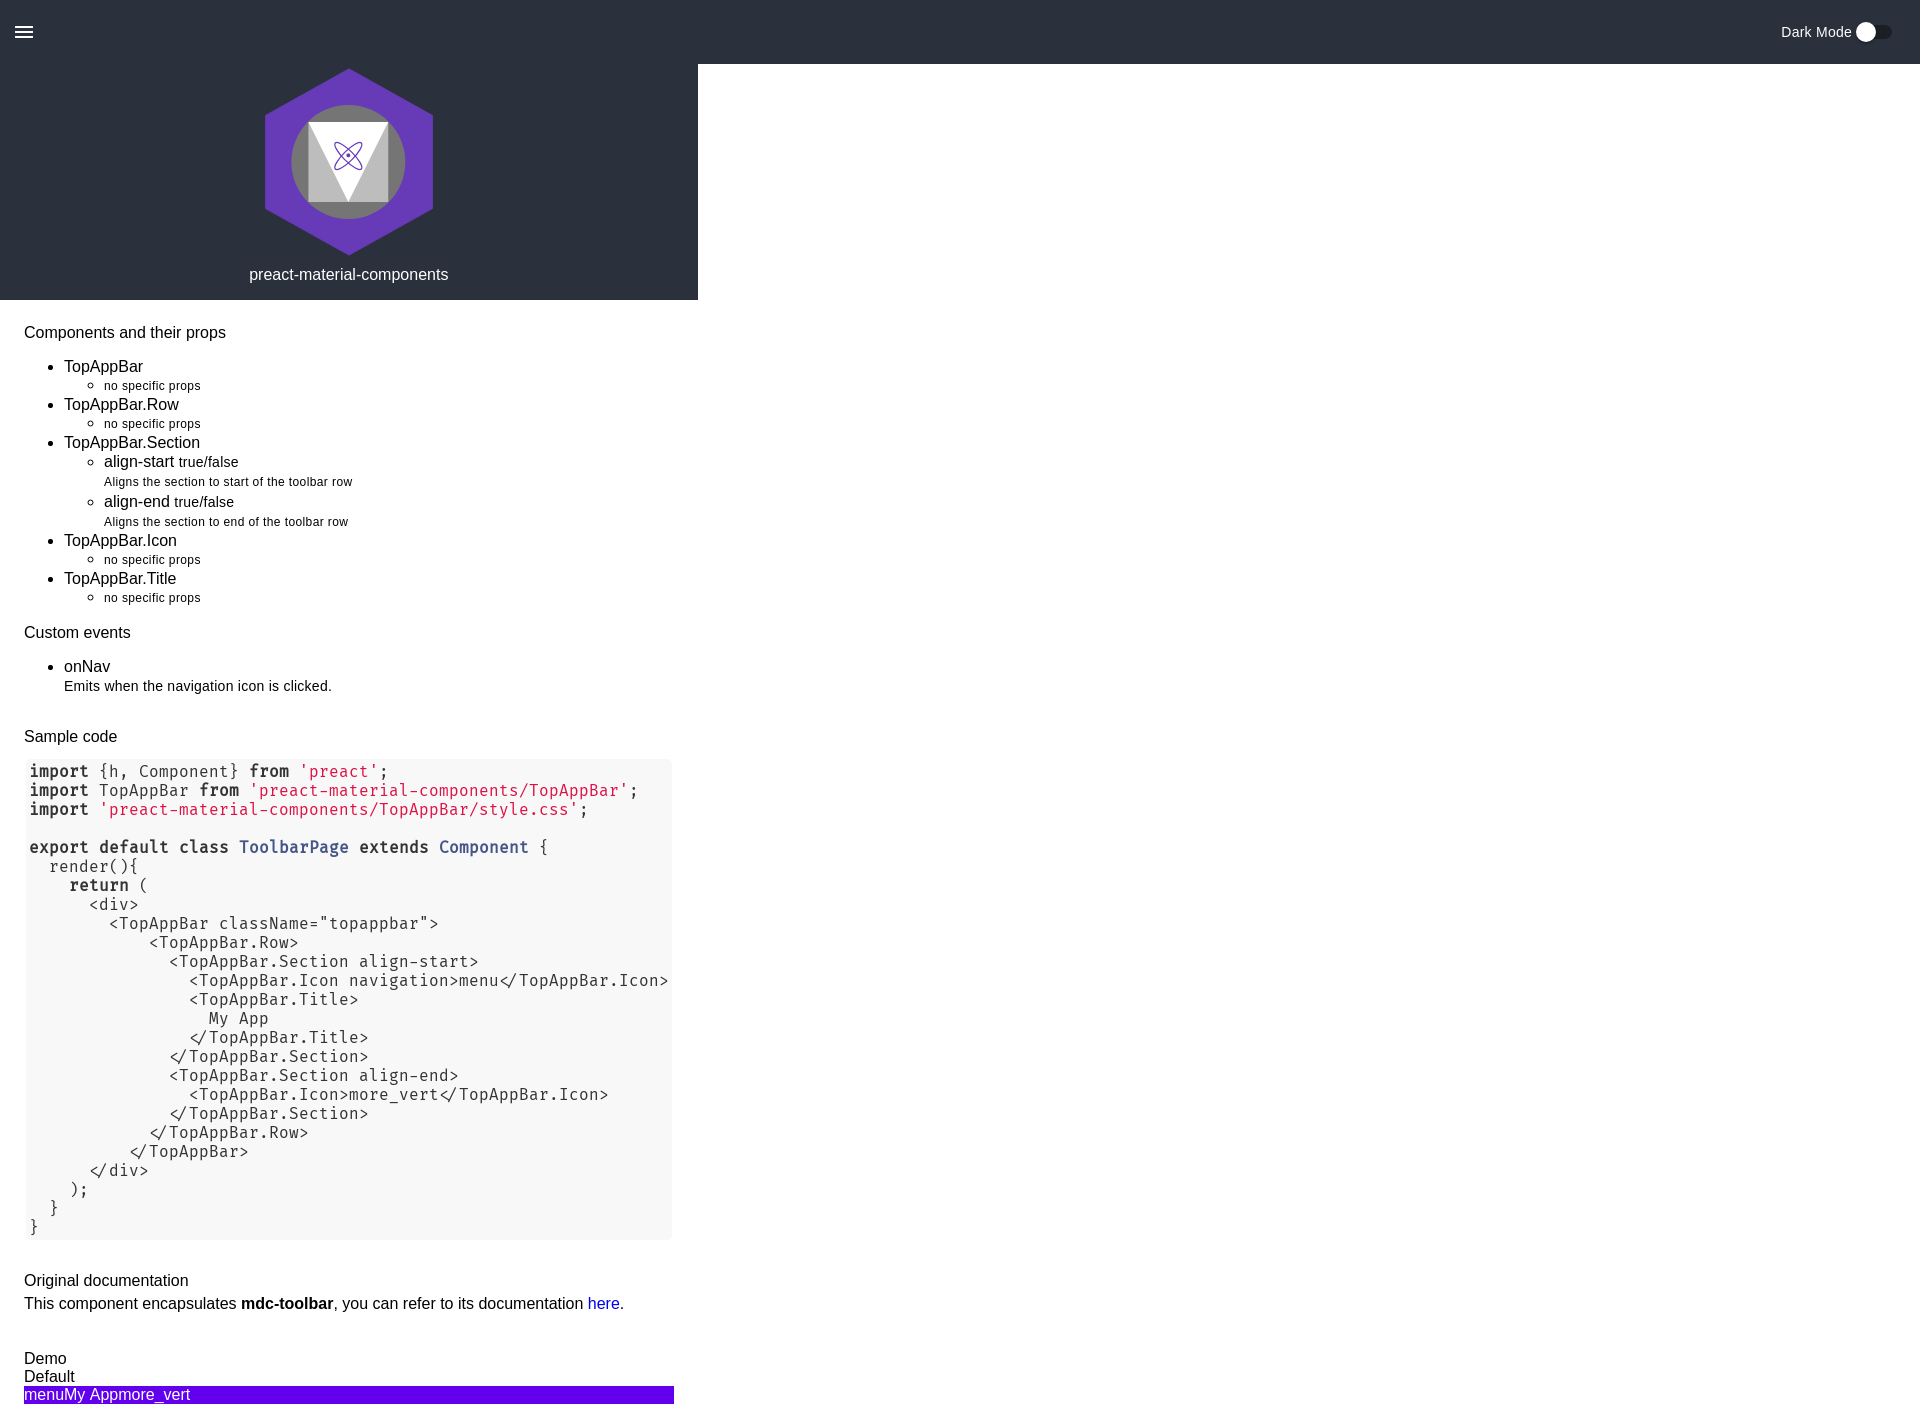 Dark Mode
preact-material-components
Components and their props
TopAppBar
no specific props
TopAppBar.Row
no specific props
TopAppBar.Section
align-start true/false
Aligns the section to start of the toolbar row
align-end true/false
Aligns the section to end of the toolbar row
TopAppBar.Icon
no specific props
TopAppBar.Title
no specific props
Custom events
onNav
Emits when the navigation icon is clicked.
Sample code
import {h, Component} from 'preact';
import TopAppBar from 'preact-material-components/TopAppBar';
import 'preact-material-components/TopAppBar/style.css';
export default class ToolbarPage extends Component {
render(){
return (
<div>
<TopAppBar className="topappbar">
<TopAppBar.Row>
<TopAppBar.Section align-start>
<TopAppBar.Icon navigation>menu</TopAppBar.Icon>
<TopAppBar.Title>
My App
</TopAppBar.Title>
</TopAppBar.Section>
<TopAppBar.Section align-end>
<TopAppBar.Icon>more_vert</TopAppBar.Icon>
</TopAppBar.Section>
</TopAppBar.Row>
</TopAppBar>
</div>
);
}
}
Original documentation
This component encapsulates mdc-toolbar, you can refer to its documentation here.
Demo
Default
menuMy Appmore_vert